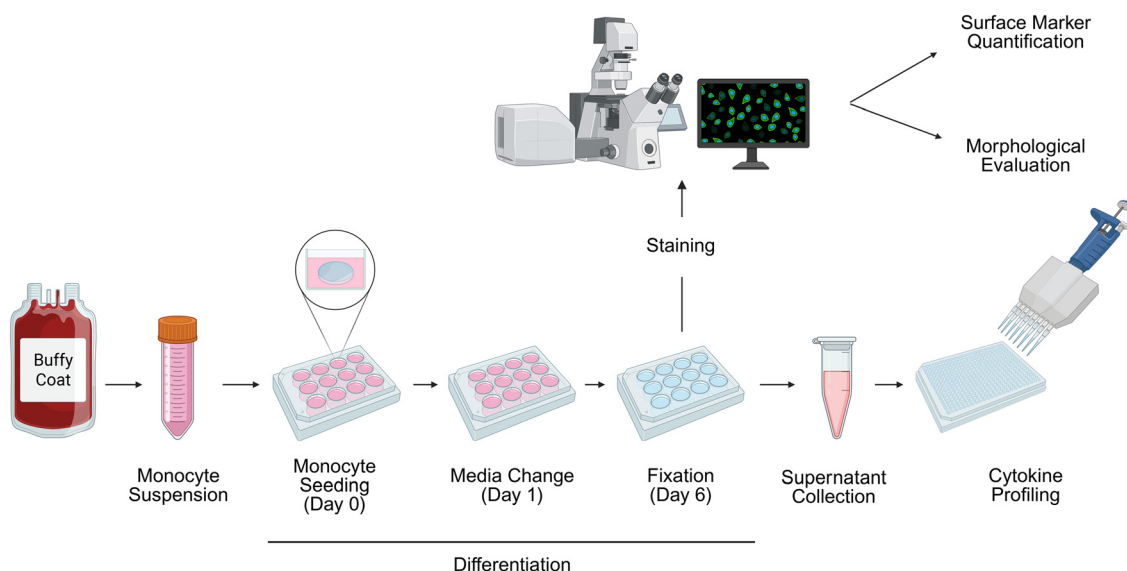 Surface Marker
Quantification
Morphological
Evaluation
Staining
Buffy
Coat
Monocyte
Suspension
Monocyte
Seeding
(Day 0)
Media Change
(Day 1)
Fixation
(Day 6)
Supernatant
Collection
Cytokine
Profiling
Differentiation